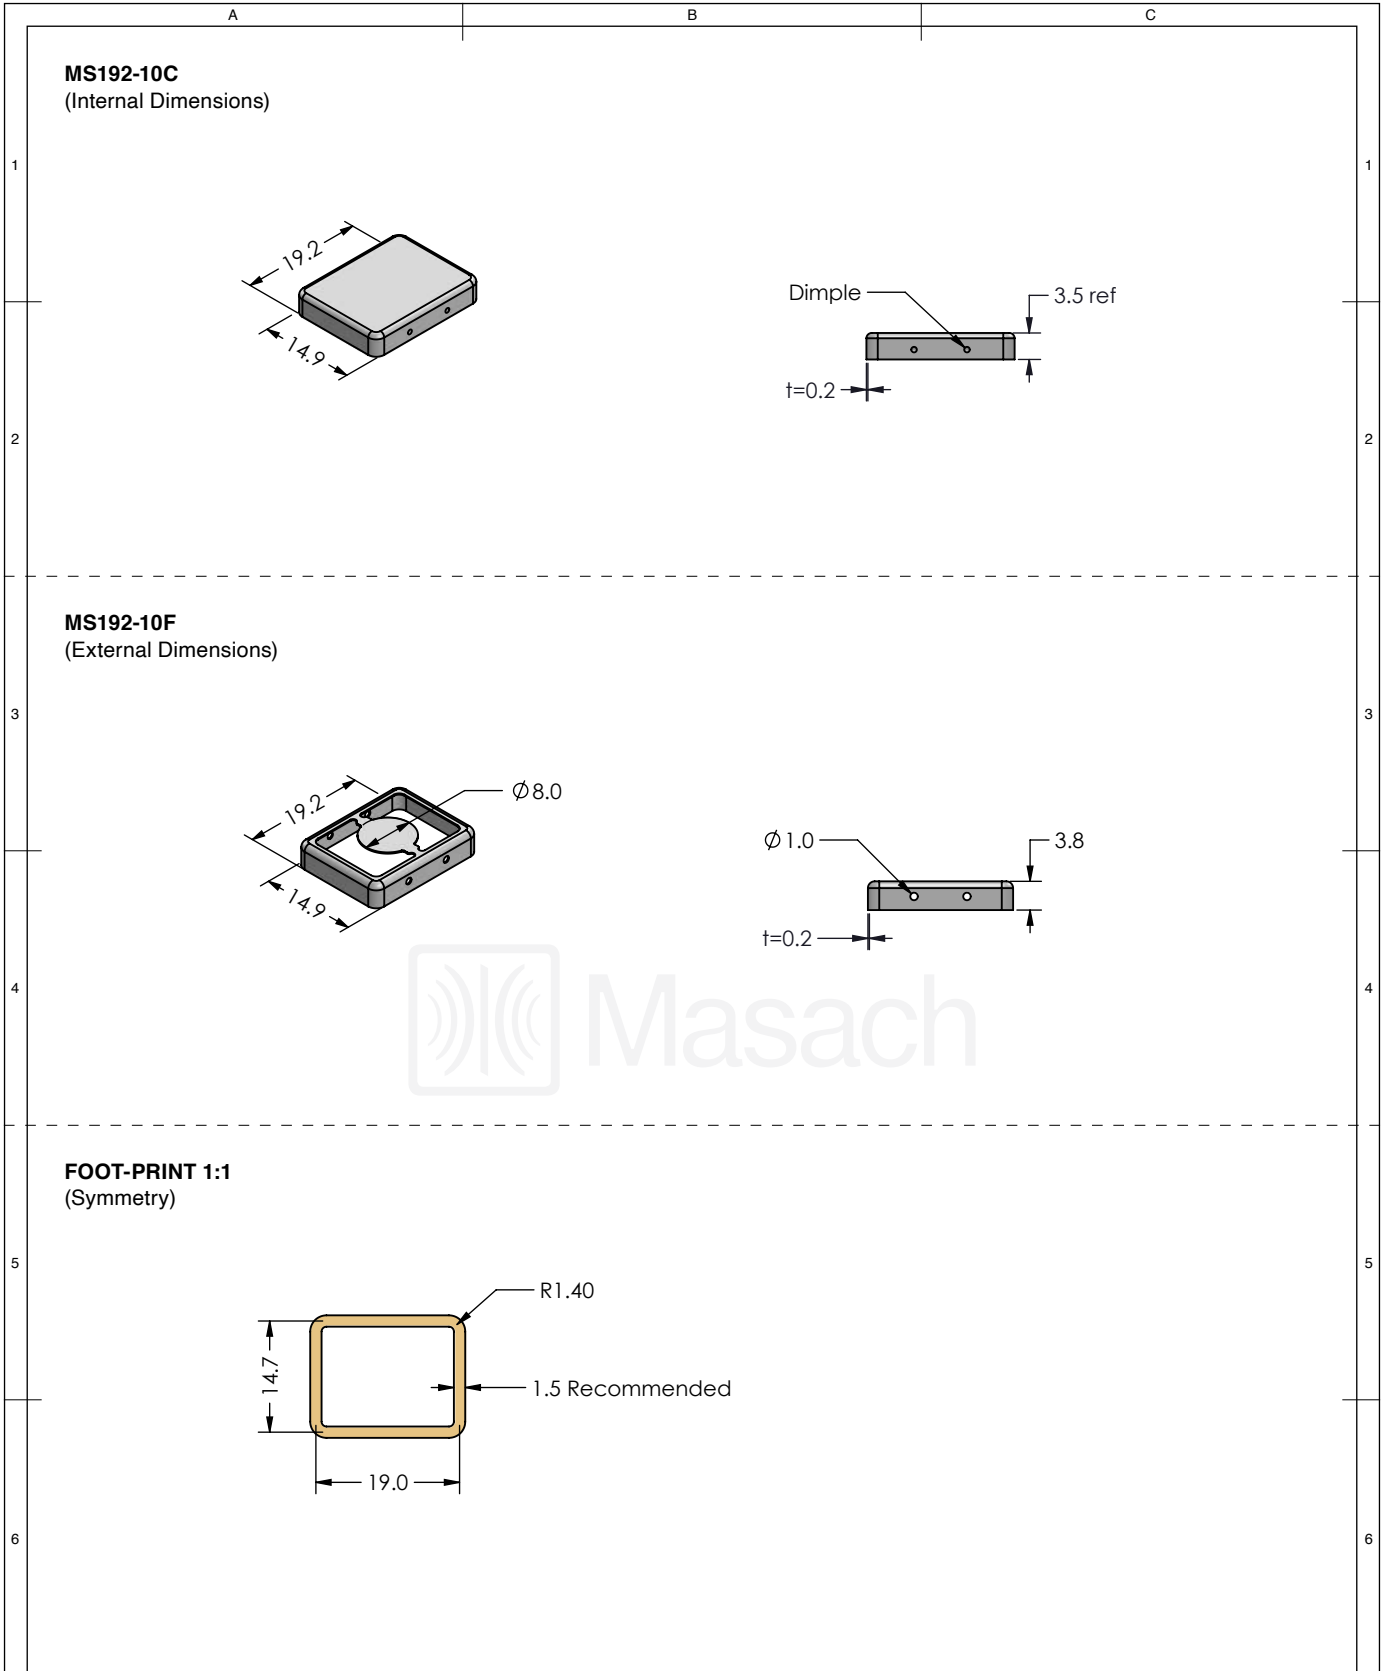 A
B
C
MS192-10C
(Internal Dimensions)
1
1
19.2
14.9
Dimple
3.5 ref
t=0.2
2
2
MS192-10F
(External Dimensions)
3
3
19.2
14.9
∅8.0
∅1.0
3.8
t=0.2
Masach
4
4
FOOT-PRINT 1:1
(Symmetry)
5
5
R1.40
14.7
1.5 Recommended
19.0
6
6